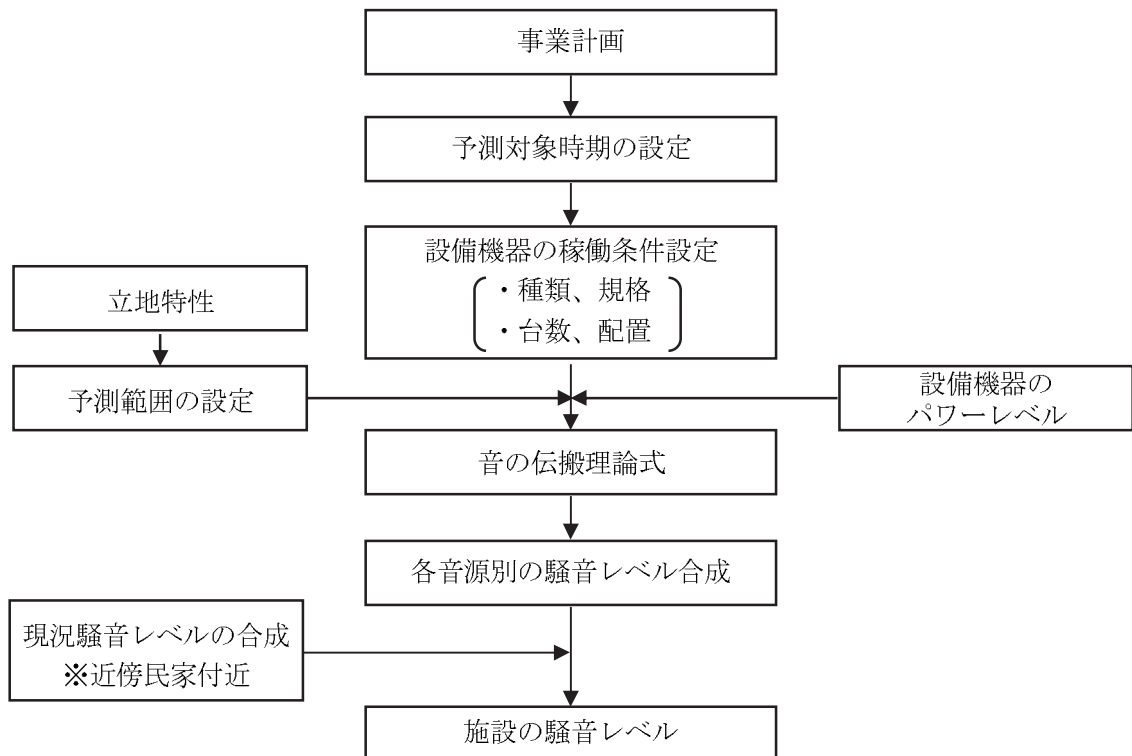 事業計画
予測対象時期の設定
設備機器の稼働条件設定
・種類、規格
・台数、配置
立地特性
予測範囲の設定
設備機器の
パワーレベル
音の伝搬理論式
各音源別の騒音レベル合成
現況騒音レベルの合成
※近傍民家付近
施設の騒音レベル